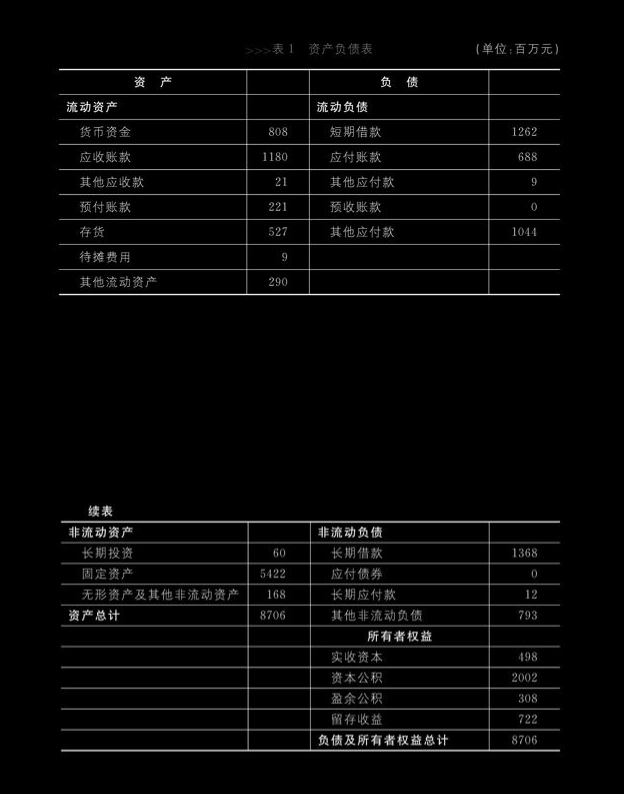 >>>表1 资产负债表 (单位:百万元)
资 产 负 债
流动资产 流动负债
货币资金 808 短期借款 1262
应收账款 1180 应付账款 688
其他应收款 21 其他应付款 9
预付账款 221 预收账款 0
存货 527 其他应付款 1044
待摊费用 9
其他流动资产 290
续表
非流动资产 非流动负债
长期投资 60 长期借款 1368
固定资产 5422 应付债券 0
无形资产及其他非流动资产 168 长期应付款 12
资产总计 8706 其他非流动负债 793
所有者权益
实收资本 498
资本公积 2002
盈余公积 308
留存收益 722
负债及所有者权益总计 8706